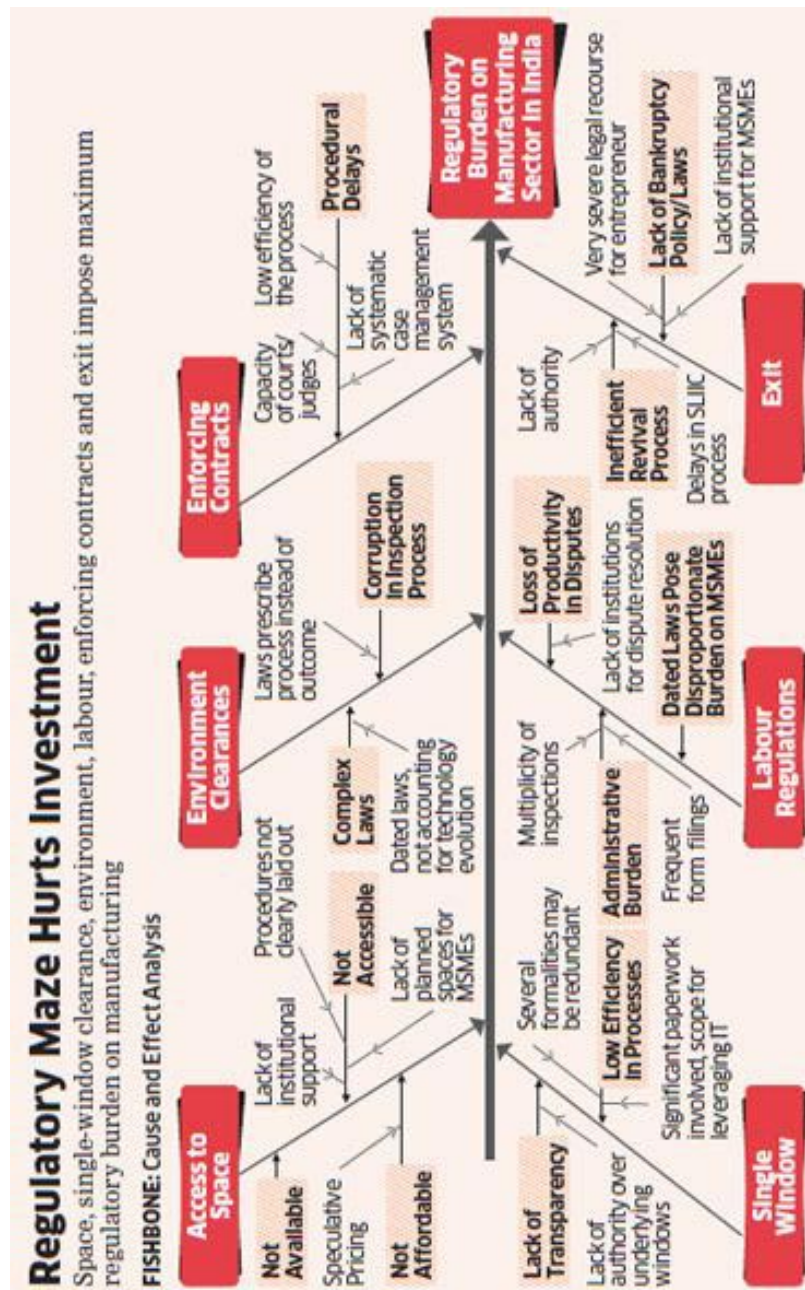 Regulatory Maze Hurts Investment
Space, single-window clearance, environment, labour, enforcing contracts and exit impose maximum
regulatory burden on manufacturing
FISHBONE: Cause and Effect Analysis
Access to
Space
Not
Available
Lack of
institutional
support
Procedures not
clearly laid out
Not
Accessible
Lack of
planned
spaces for
MSMEs
Speculative
Pricing
Not
Affordable
Environment
Clearances
Laws prescribe
process instead of
outcome
Corruption
In Inspection
Process
Complex
Laws
Dated laws,
not accounting
for technology
evolution
Enforcing
Contracts
Capacity
of courts/
judges
Low efficiency of
the process
Procedural
Delays
Lack of
systematic
case
management
system
Regulatory
Burden on
Manufacturing
Sector In India
Lack of
Transparency
Lack of
authority over
underlying
windows
Several
formalities may
be redundant
Low Efficiency
In Processes
Significant paperwork
involved, scope for
leveraging IT
Single
Window
Multiplicity of
inspections
Administrative
Burden
Frequent
form filings
Loss of
Productivity
in Disputes
Lack of institutions
for dispute resolution
Dated Laws Pose
Disproportionate
Burden on MSMEs
Labour
Regulations
Lack of
authority
Inefficient
Revival
Process
Delays in SLIIC
process
Very severe legal recourse
for entrepreneur
Lack of Bankruptcy
Policy/Laws
Lack of institutional
support for MSMEs
Exit